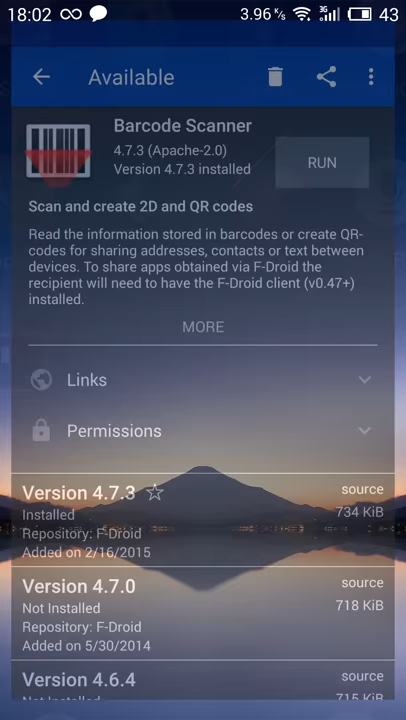 18:02 3.96 K/s 3G 43
Available
Barcode Scanner
4.7.3 (Apache-2.0)
Version 4.7.3 installed
RUN
Scan and create 2D and QR codes
Read the information stored in barcodes or create QR-
codes for sharing addresses, contacts or text between
devices. To share apps obtained via F-Droid the
recipient will need to have the F-Droid client (v0.47+)
installed.
MORE
Links
Permissions
Version 4.7.3 source
Installed 734 KiB
Repository: F-Droid
Added on 2/16/2015
Version 4.7.0 source
Not Installed 718 KiB
Repository: F-Droid
Added on 5/30/2014
Version 4.6.4 source
Not Installed 715 KiB